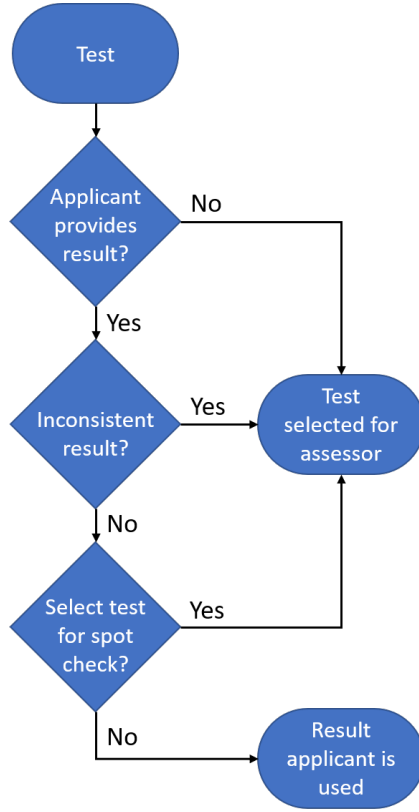 Test
Applicant
provides
result?
No
Yes
Inconsistent
result?
Yes
Test
selected for
assessor
No
Select test
for spot
check?
Yes
No
Result
applicant is
used